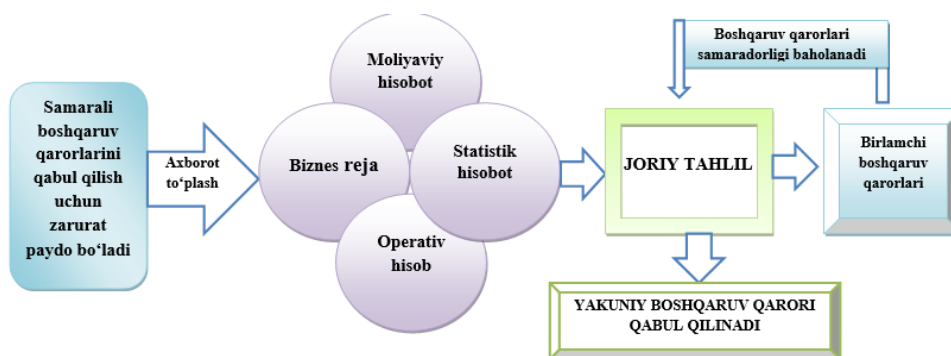 Samarali
boshqaruv
qarorlarini
qabul qilish
uchun
zarurat
paydo bo‘ladi
Axborot
to‘plash
Moliyaviy
hisobot
Biznes reja
Statistik
hisobot
Operativ
hisob
JORIY TAHLIL
Boshqaruv qarorlari
samaradorligi baholanadi
Birlamchi
boshqaruv
qarorlari
YAKUNIY BOSHQARUV QARORI
QABUL QILINADI